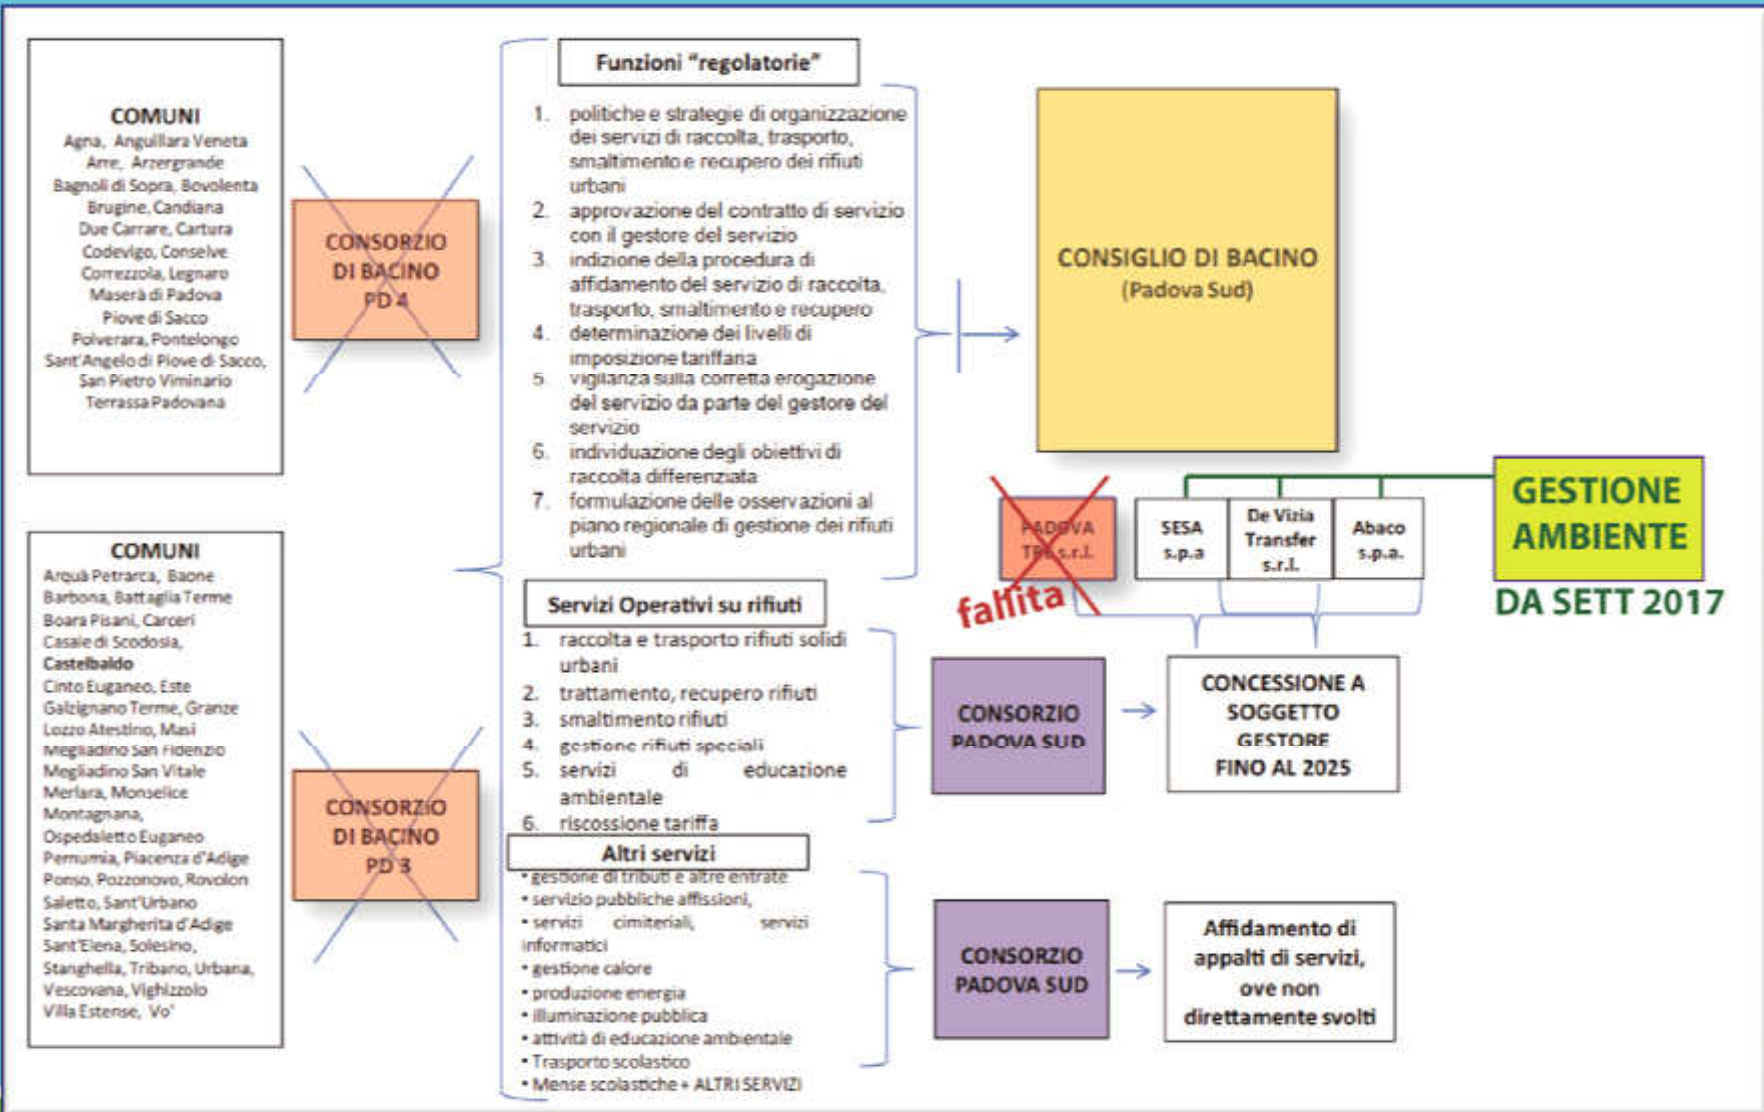 COMUNI
Agna, Anguillara Veneta
Arre, Arzergrande
Bagnoli di Sopra, Bovolenta
Brugine, Candiana
Due Carrare, Cartura
Codevigo, Conselve
Correzzola, Legnaro
Maserà di Padova
Piove di Sacco
Polverara, Pontelongo
Sant'Angelo di Piove di Sacco,
San Pietro Viminario
Terrassa Padovana
CONSORZIO
DI BACINO
PD 4
COMUNI
Arquà Petrarca, Baone
Barbona, Battaglia Terme
Boara Pisani, Carceri
Casale di Scodosia,
Castelbaldo
Cinto Euganeo, Este
Galzignano Terme, Granze
Lozzo Atestino, Masi
Megliadino San Fidenzio
Megliadino San Vitale
Merlara, Monselice
Montagnana,
Ospedaletto Euganeo
Pernumia, Piacenza d'Adige
Ponso, Pozzonovo, Rovolon
Saletto, Sant'Urbano
Santa Margherita d'Adige
Sant'Elena, Solesino,
Stanghella, Tribano, Urbana,
Vescovana, Vighizzolo
Villa Estense, Vo'
CONSORZIO
DI BACINO
PD 3
Funzioni "regolatorie"
1. politiche e strategie di organizzazione
dei servizi di raccolta, trasporto,
smaltimento e recupero dei rifiuti
urbani
2. approvazione del contratto di servizio
con il gestore del servizio
3. indizione della procedura di
affidamento del servizio di raccolta,
trasporto, smaltimento e recupero
4. determinazione dei livelli di
imposizione tariffaria
5. vigilanza sulla corretta erogazione
del servizio da parte del gestore del
servizio
6. individuazione degli obiettivi di
raccolta differenziata
7. formulazione delle osservazioni al
piano regionale di gestione dei rifiuti
urbani
Servizi Operativi su rifiuti
1. raccolta e trasporto rifiuti solidi
urbani
2. trattamento, recupero rifiuti
3. smaltimento rifiuti
4. gestione rifiuti speciali
5. servizi di educazione
ambientale
6. riscossione tariffa
Altri servizi
• gestione di tributi e altre entrate
• servizio pubbliche affissioni,
• servizi cimiteriali, servizi
informatici
• gestione calore
• produzione energia
• illuminazione pubblica
• attività di educazione ambientale
• Trasporto scolastico
• Mense scolastiche + ALTRI SERVIZI
CONSIGLIO DI BACINO
(Padova Sud)
PADOVA
s.r.l.
fallita
SESA
s.p.a
De Vizia
Transfer
s.r.l.
Abaco
s.p.a.
GESTIONE
AMBIENTE
DA SETT 2017
CONSORZIO
PADOVA SUD
CONCESSIONE A
SOGGETTO
GESTORE
FINO AL 2025
CONSORZIO
PADOVA SUD
Affidamento di
appalti di servizi,
ove non
direttamente svolti